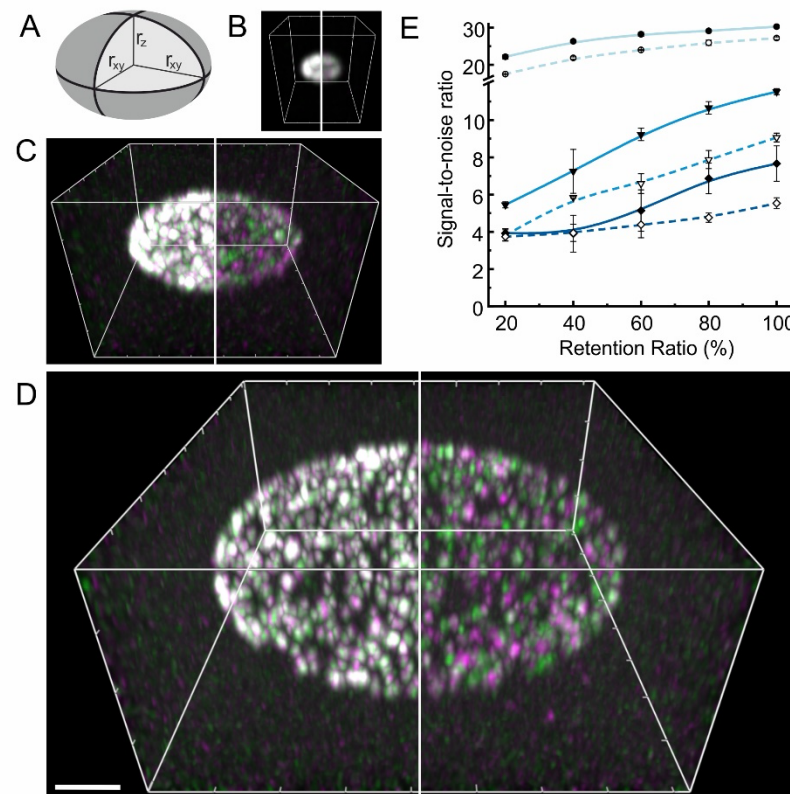 A
r_z
r_xy
r_xy
B
C
D
E
Signal-to-noise ratio
30
20
10
8
6
4
2
0
20
40
60
80
100
Retention Ratio (%)